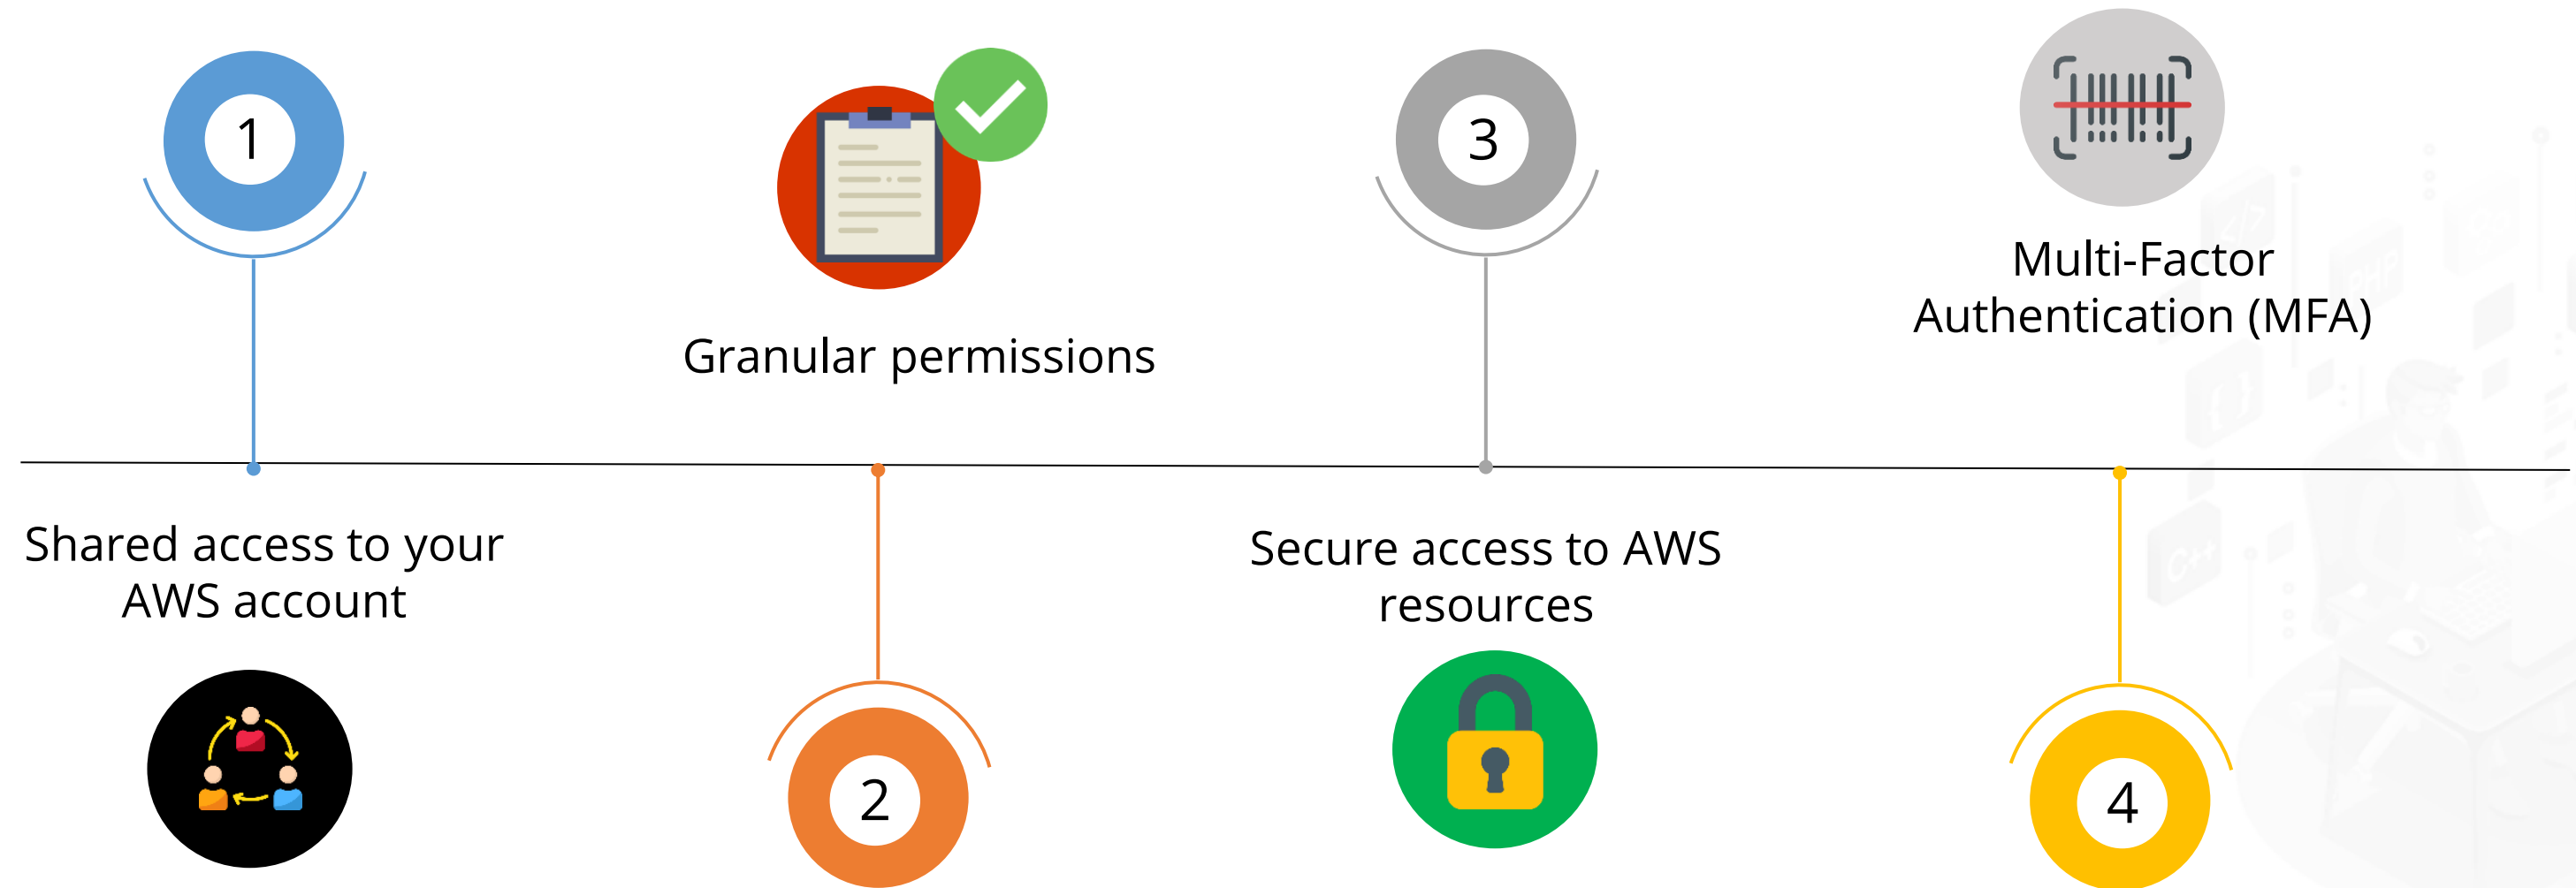 1
Shared access to your
AWS account
Granular permissions
2
3
Secure access to AWS
resources
Multi-Factor
Authentication (MFA)
4
</>
PHP
{ }
C++